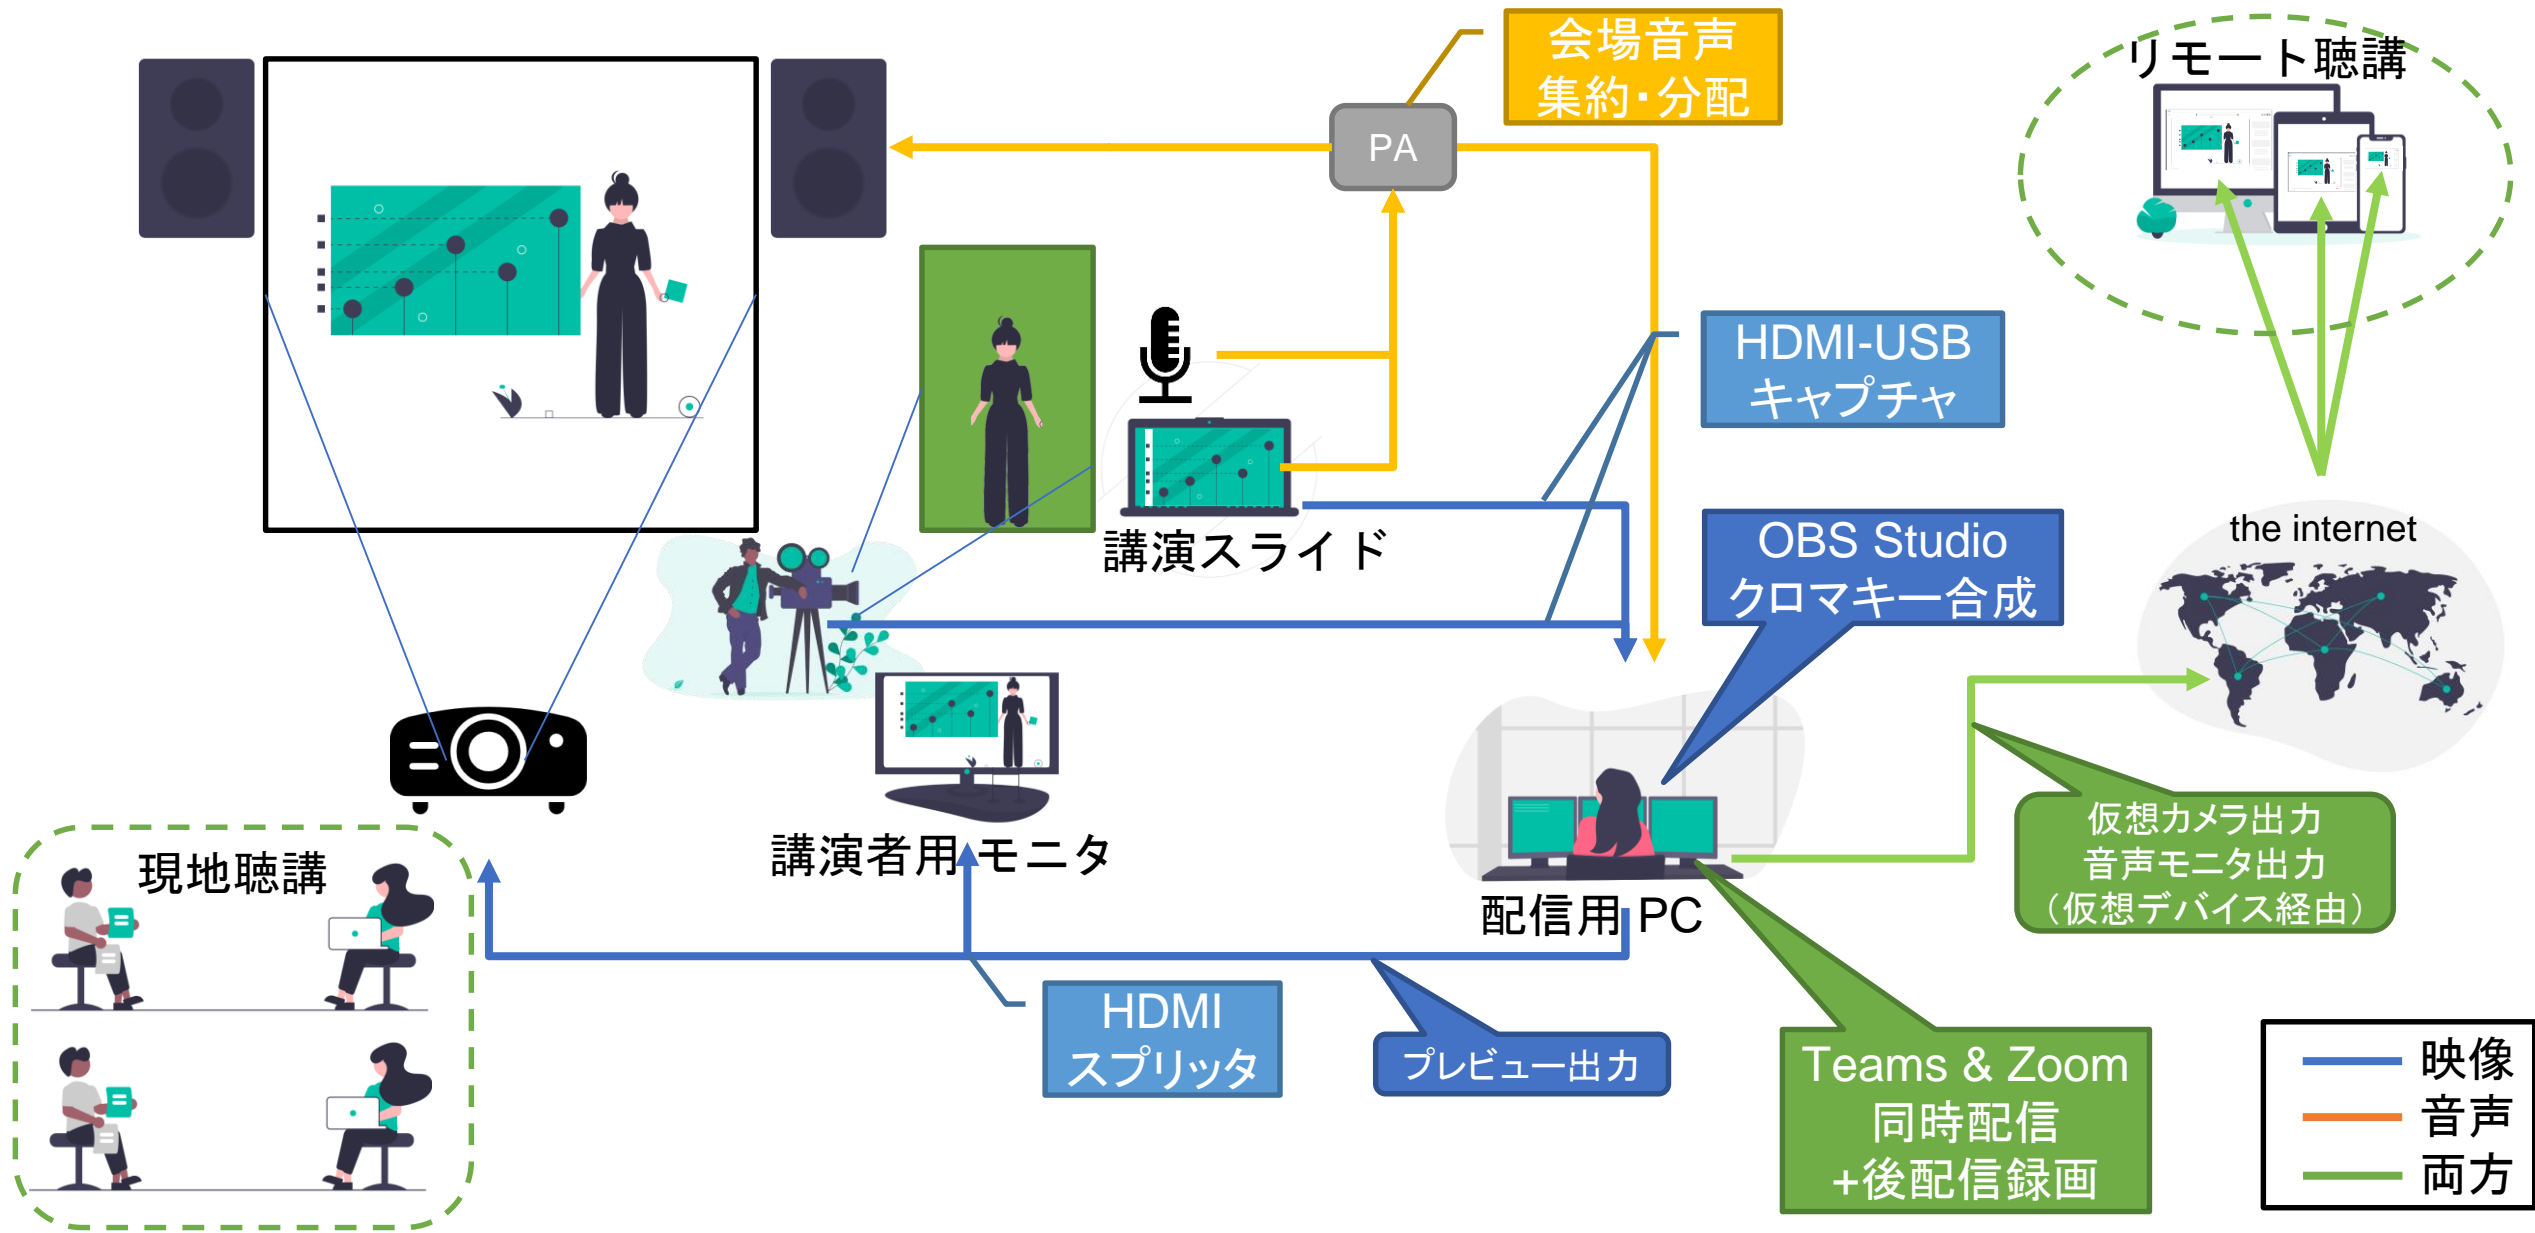 会場音声
集約・分配
リモート聴講
PA
HDMI-USB
キャプチャ
講演スライド
OBS Studio
クロマキー合成
the internet
講演者用 モニタ
現地聴講
配信用 PC
仮想カメラ出力
音声モニタ出力
（仮想デバイス経由）
HDMI
スプリッタ
プレビュー出力
Teams & Zoom
同時配信
+後配信録画
映像
音声
両方